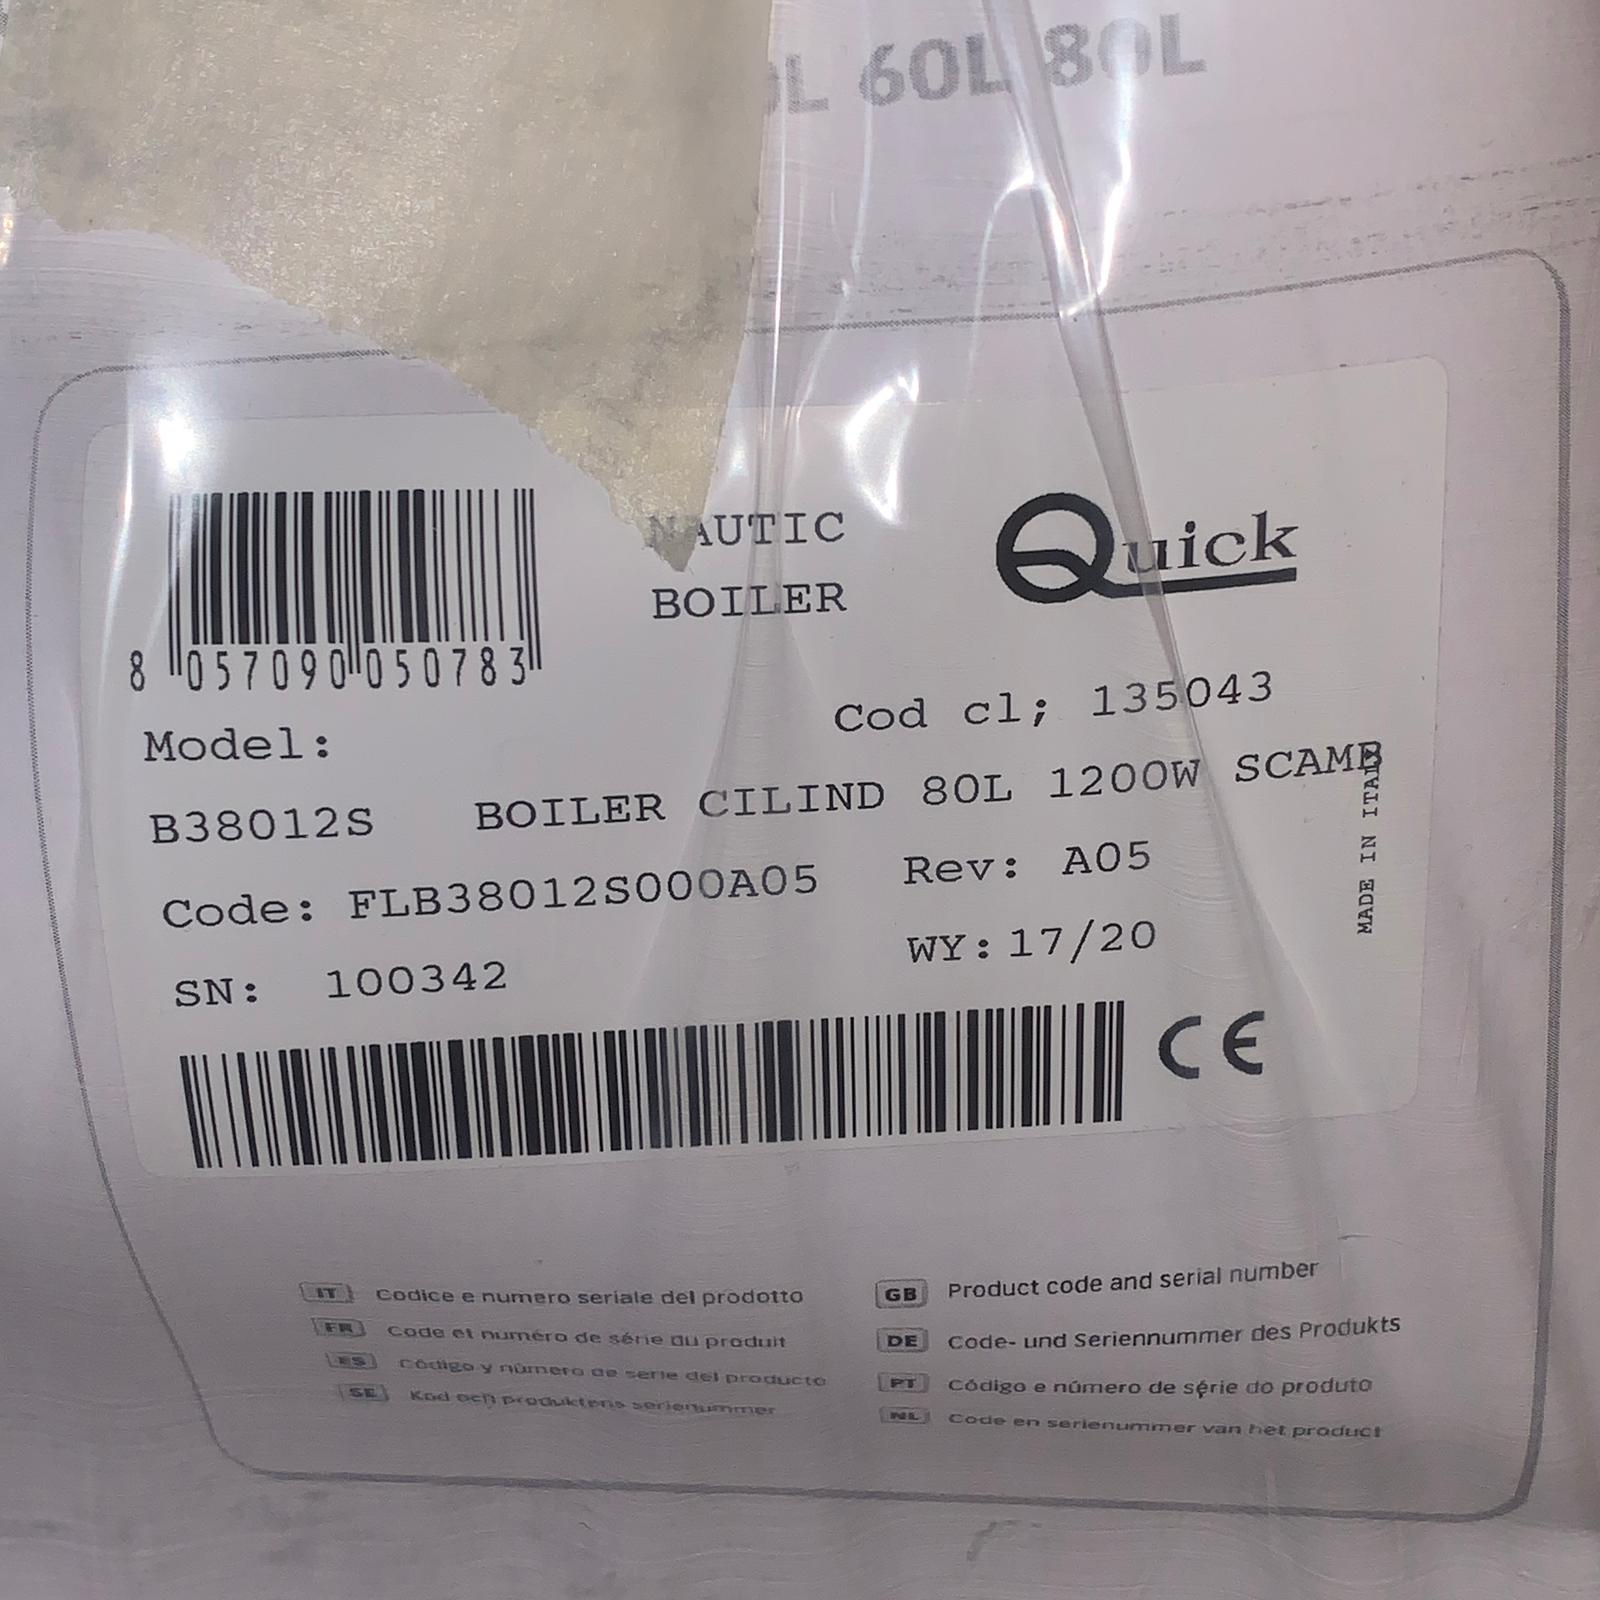 60L 80L
NAUTIC
BOILER
Quick
8 057090 050783
Cod cl; 135043
Model:
B38012S BOILER CILIND 80L 1200W SCAMB
MADE IN ITALY
Code: FLB38012S000A05 Rev: A05
SN: 100342 WY: 17/20
CE
IT Codice e numero seriale del prodotto
FR Code et numéro de série du produit
ES Código y número de serie del producto
SE Kod och produktens serienummer
GB Product code and serial number
DE Code- und Seriennummer des Produkts
PT Código e número de série do produto
NL Code en serienummer van het product